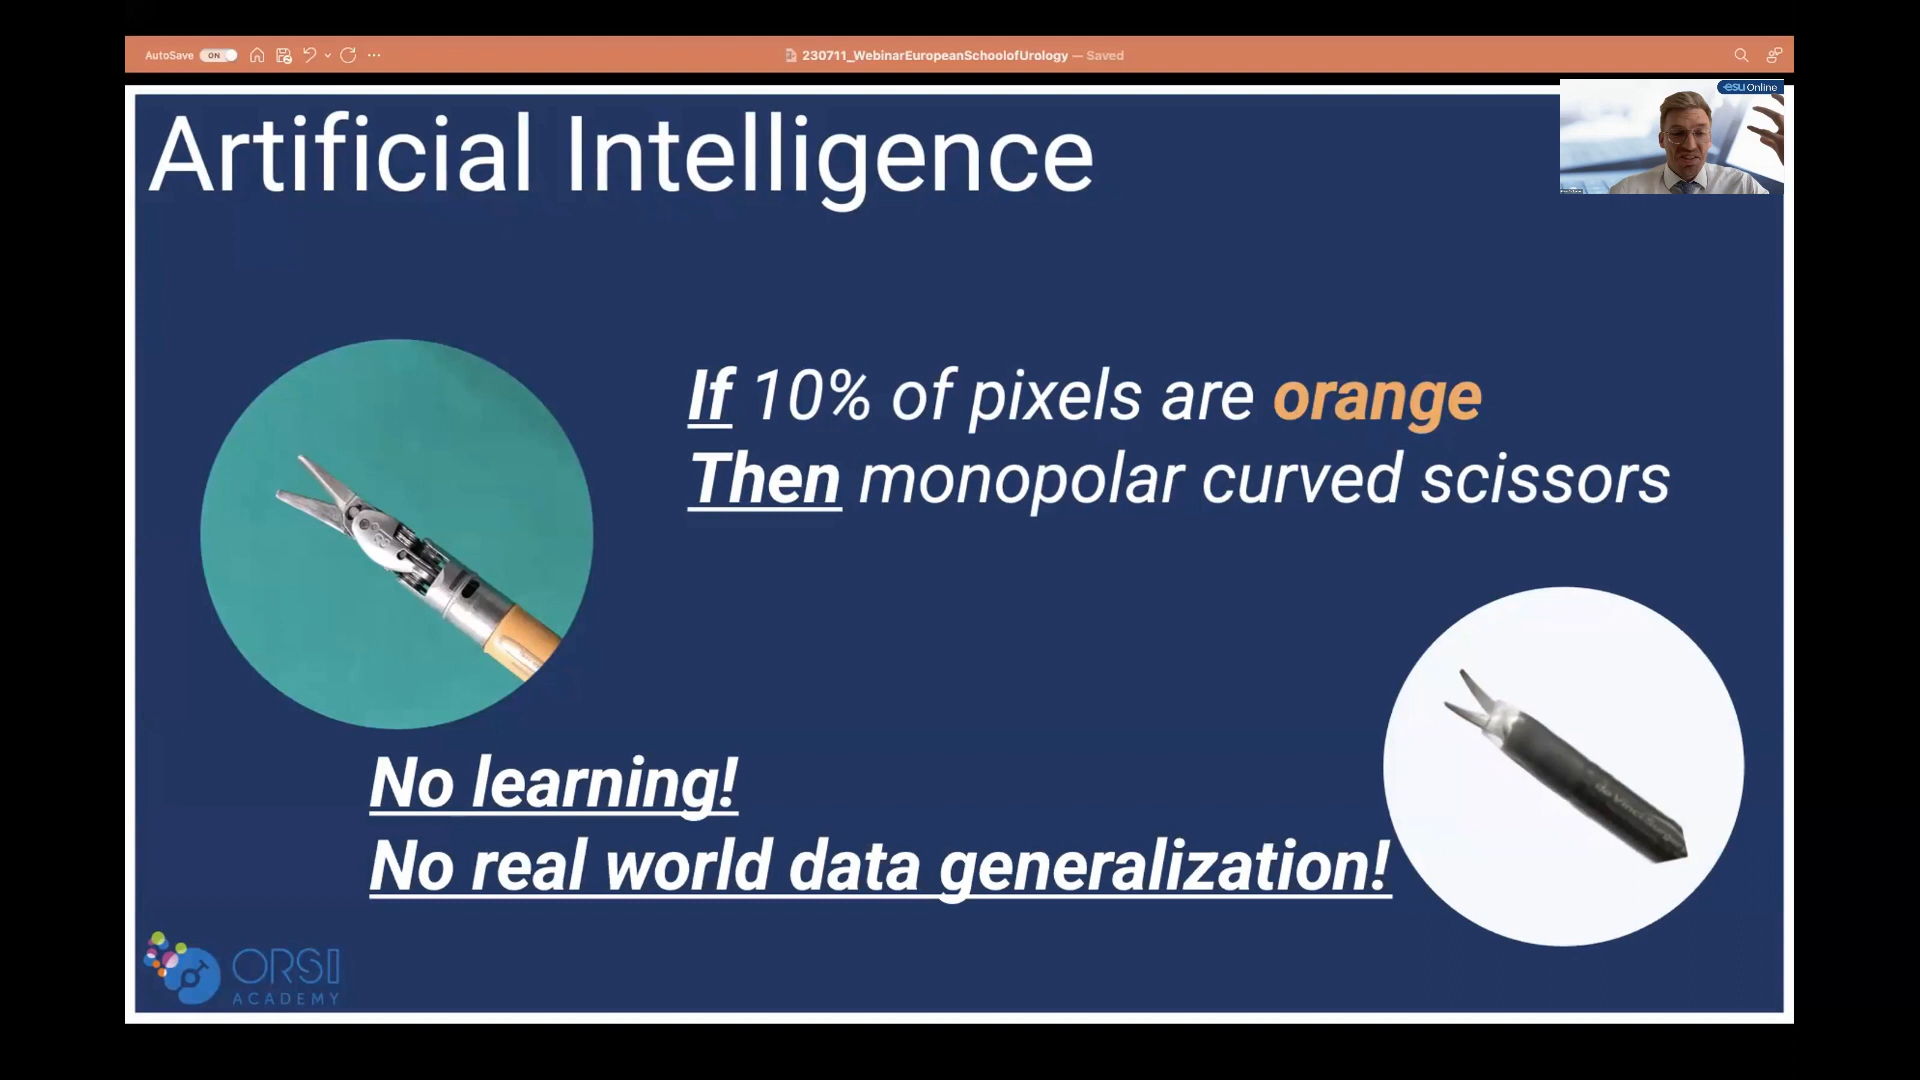 AutoSave ON
230711_WebinarEuropeanSchoolofUrology — Saved
esu Online
Artificial Intelligence
If 10% of pixels are orange
Then monopolar curved scissors
No learning!
No real world data generalization!
ORSI
ACADEMY